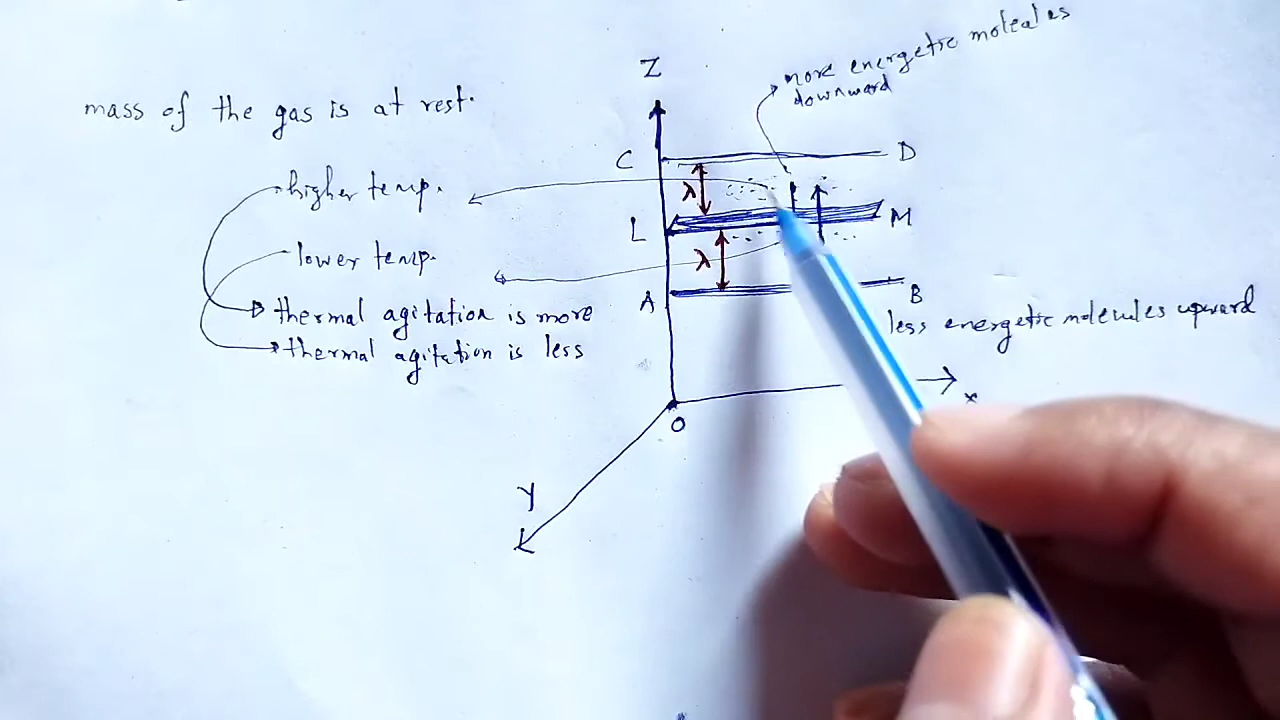 mass of the gas is at rest.
more energetic molecules
downward
Z
C
D
higher temp.
λ
L
M
lower temp.
λ
A
B
thermal agitation is more
less energetic molecules upward
thermal agitation is less
x
O
Y